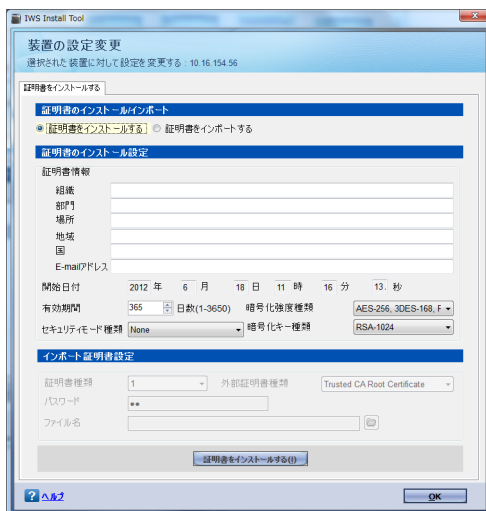 IWS Install Tool
装置の設定変更
選択された装置に対して設定を変更する : 10.16.154.56
証明書をインストールする
証明書のインストール/インポート
証明書をインストールする 証明書をインポートする
証明書のインストール設定
証明書情報
組織
部門
場所
地域
国
E-mailアドレス
開始日付 2012 年 6 月 18 日 11 時 16 分 13. 秒
有効期間 365 日数(1-3650) 暗号化強度種類 AES-256, 3DES-168, F
セキュリティモード種類 None 暗号化キー種類 RSA-1024
インポート証明書設定
証明書種類 1 外部証明書種類 Trusted CA Root Certificate
パスワード ●●
ファイル名
証明書をインストールする(I)
? ヘルプ OK